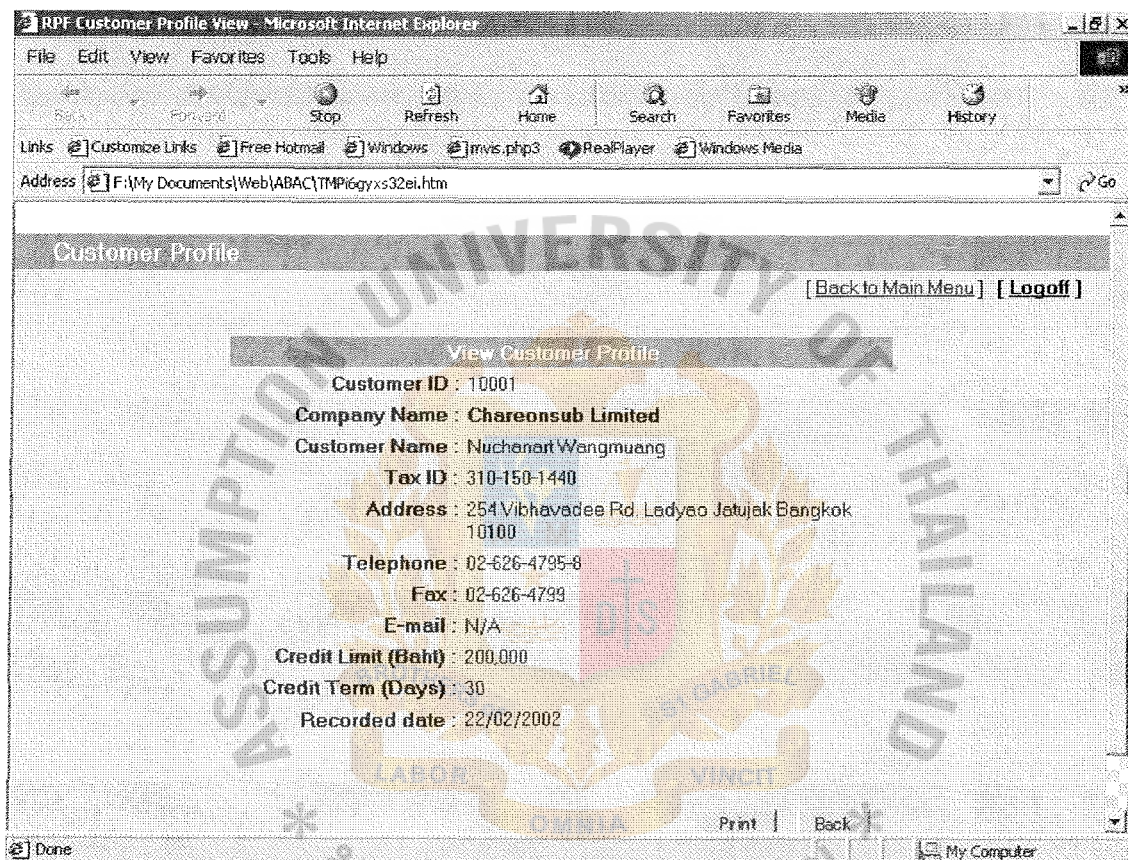 RPF Customer Profile View - Microsoft Internet Explorer
File Edit View Favorites Tools Help
Back Forward Stop Refresh Home Search Favorites Media History
Links Customize Links Free Hotmail Windows mvis.php3 RealPlayer Windows Media
Address F:\My Documents\Web\ABAC\TMPi6gyxs32ei.htm Go
Customer Profile
[ Back to Main Menu ] [ Logoff ]
View Customer Profile
Customer ID : 10001
Company Name : Chareonsub Limited
Customer Name : Nuchanart Wangmuang
Tax ID : 310-150-1440
Address : 254 Vibhavadee Rd. Ladyao Jatujak Bangkok
10100
Telephone : 02-626-4795-8
Fax : 02-626-4799
E-mail : N/A
Credit Limit (Baht) : 200,000
Credit Term (Days) : 30
Recorded date : 22/02/2002
Print | Back |
Done My Computer
ASSUMPTION UNIVERSITY OF THAILAND
D S
ST GABRIEL
LABOR
VINCIT
OMNIA